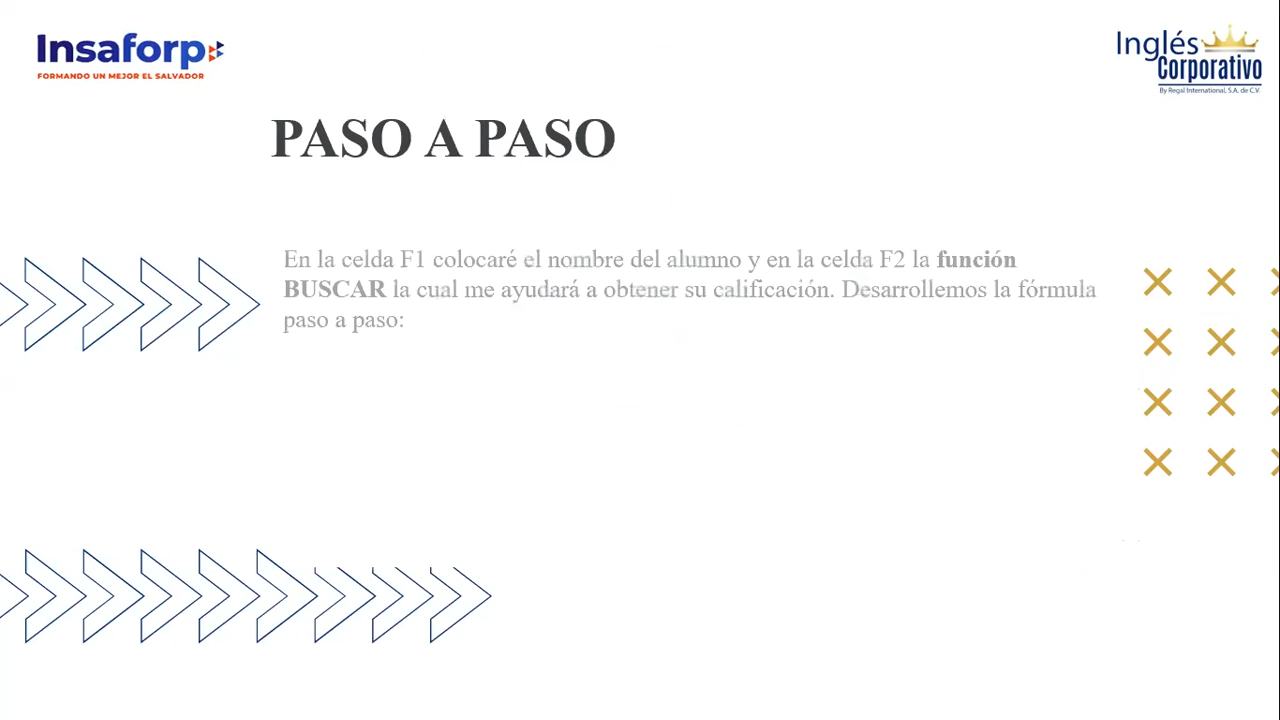 Insaforp
FORMANDO UN MEJOR EL SALVADOR
Inglés
Corporativo
By Regal International, S.A. de C.V.
PASO A PASO
En la celda F1 colocaré el nombre del alumno y en la celda F2 la función
BUSCAR la cual me ayudará a obtener su calificación. Desarrollemos la fórmula
paso a paso: